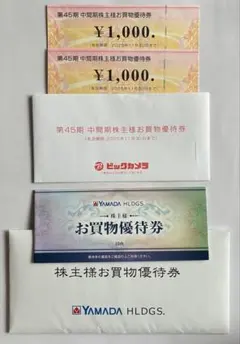 第45期 中間期株主様お買物優待券
¥1,000.
第45期 中間期株主様お買物優待券
¥1,000.
第45期 中間期株主様お買物優待券
ビックカメラ
YAMADA HLDGS.
株主様
お買物優待券
株主様お買物優待券
YAMADA HLDGS.